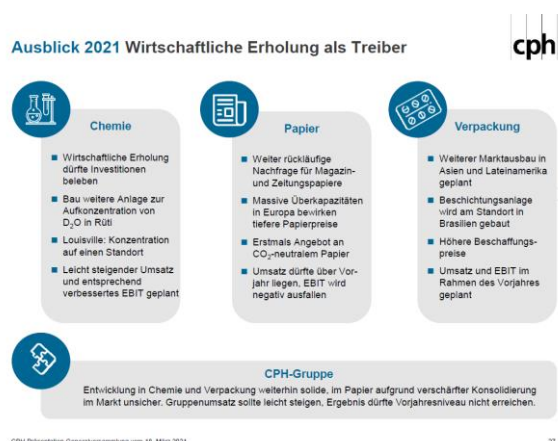 cph
Ausblick 2021 Wirtschaftliche Erholung als Treiber
Chemie
■ Wirtschaftliche Erholung
dürfte Investitionen
beleben
■ Bau weitere Anlage zur
Aufkonzentration von
D₂O in Rüti
■ Louisville: Konzentration
auf einen Standort
■ Leicht steigender Umsatz
und entsprechend
verbessertes EBIT geplant
Papier
■ Weiter rückläufige
Nachfrage für Magazin-
und Zeitungspapiere
■ Massive Überkapazitäten
in Europa bewirken
tiefere Papierpreise
■ Erstmals Angebot an
CO₂-neutralem Papier
■ Umsatz dürfte über Vor-
jahr liegen, EBIT wird
negativ ausfallen
Verpackung
■ Weiterer Marktausbau in
Asien und Lateinamerika
geplant
■ Beschichtungsanlage
wird am Standort in
Brasilien gebaut
■ Höhere Beschaffungs-
preise
■ Umsatz und EBIT im
Rahmen des Vorjahres
geplant
CPH-Gruppe
Entwicklung in Chemie und Verpackung weiterhin solide, im Papier aufgrund verschärfter Konsolidierung
im Markt unsicher. Gruppenumsatz sollte leicht steigen, Ergebnis dürfte Vorjahresniveau nicht erreichen.